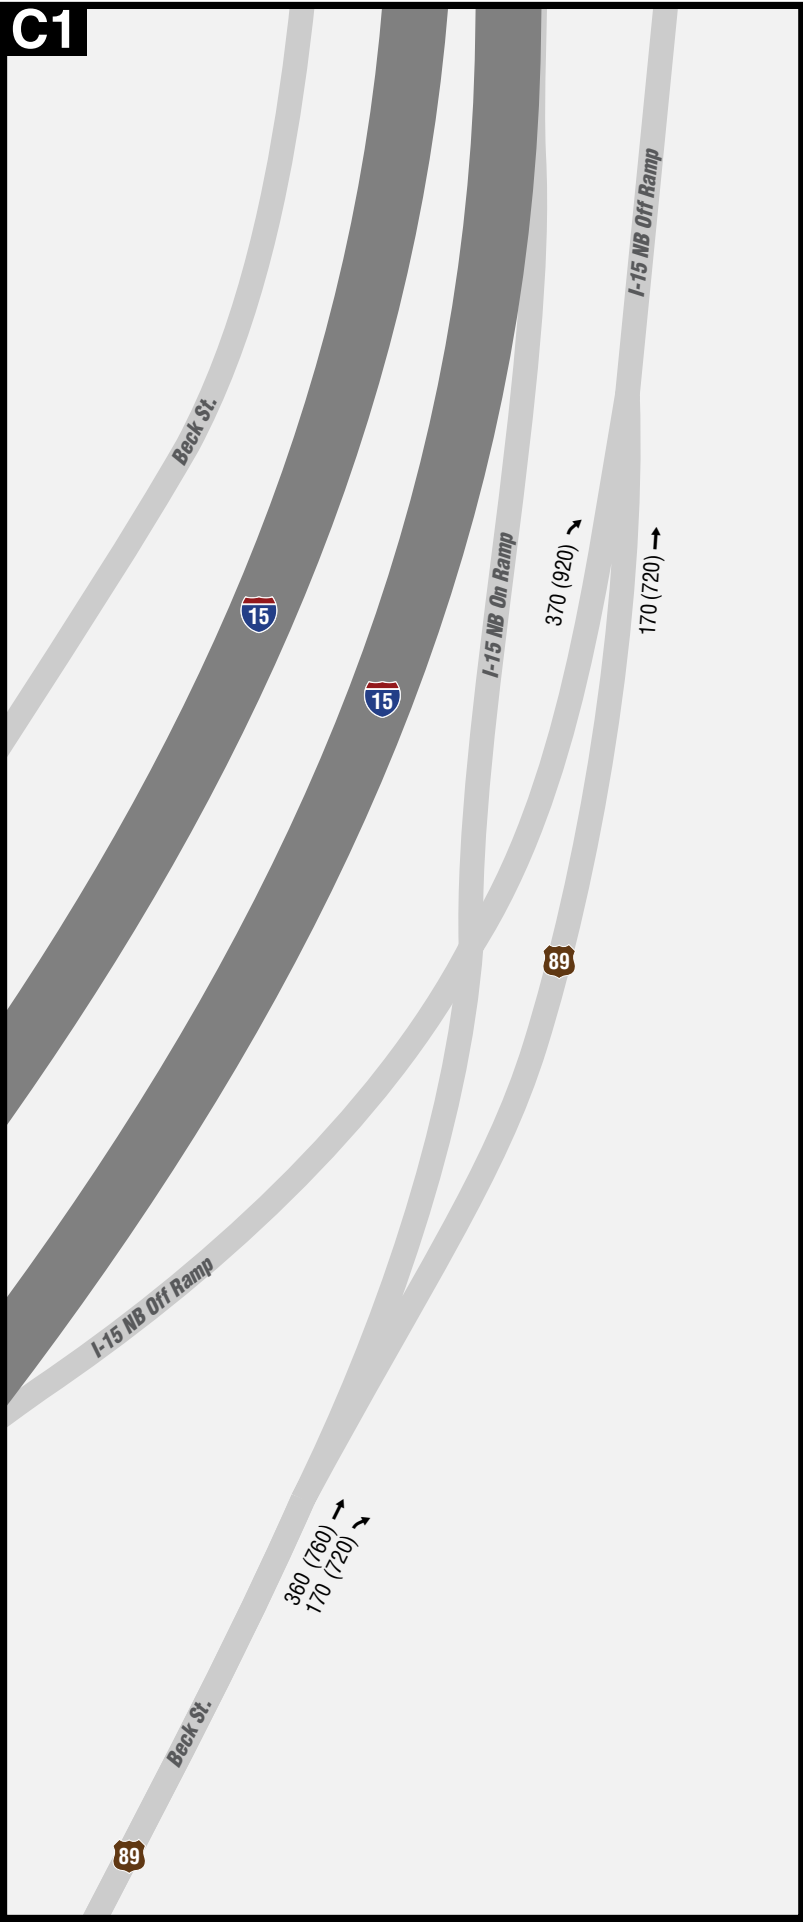 C1
I-15 NB Off Ramp
Beck St.
370 (920)
170 (720)
I-15 NB On Ramp
15
15
89
I-15 NB Off Ramp
360 (760)
170 (720)
Beck St.
89